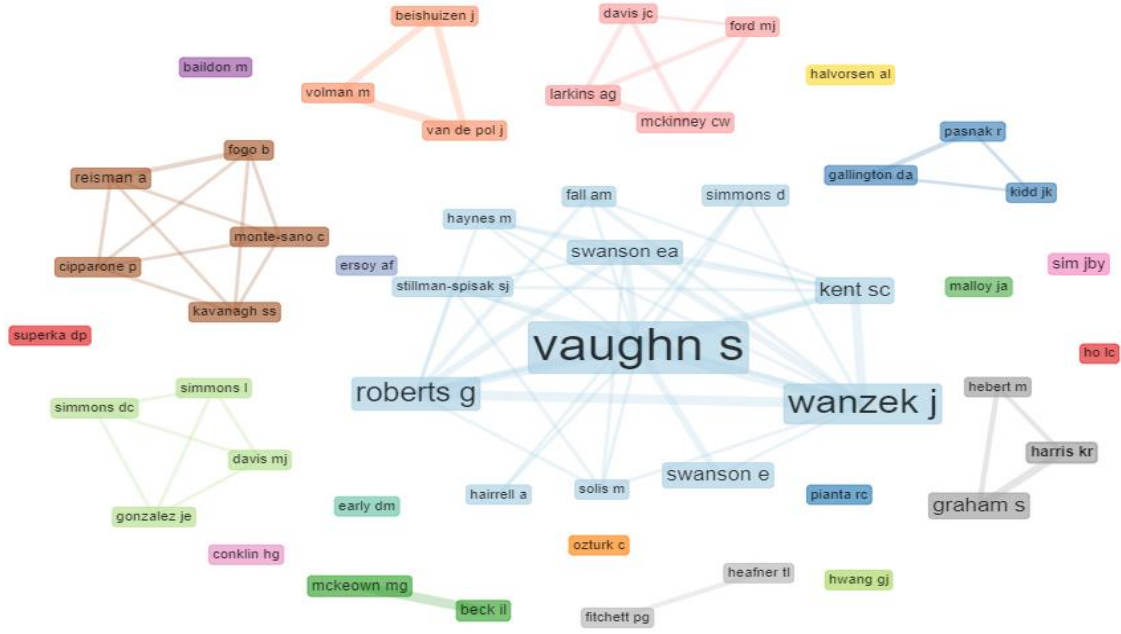 davis jc
beishuizen j
ford mj
baildon m
halvorsen al
volman m
larkins ag
mckinney cw
van de pol j
pasnak r
fogo b
reisman a
gallington da
kidd jk
fall am
simmons d
haynes m
monte-sano c
swanson ea
cipparone p
ersoy af
sim jby
stillman-spisak sj
kent sc
malloy ja
kavanagh ss
superka dp
vaughn s
ho lc
simmons l
hebert m
roberts g
wanzek j
simmons dc
harris kr
davis mj
swanson e
solis m
hairrell a
pianta rc
graham s
early dm
gonzalez je
ozturk c
conklin hg
heafner tl
hwang gj
mckeown mg
beck il
fitchett pg